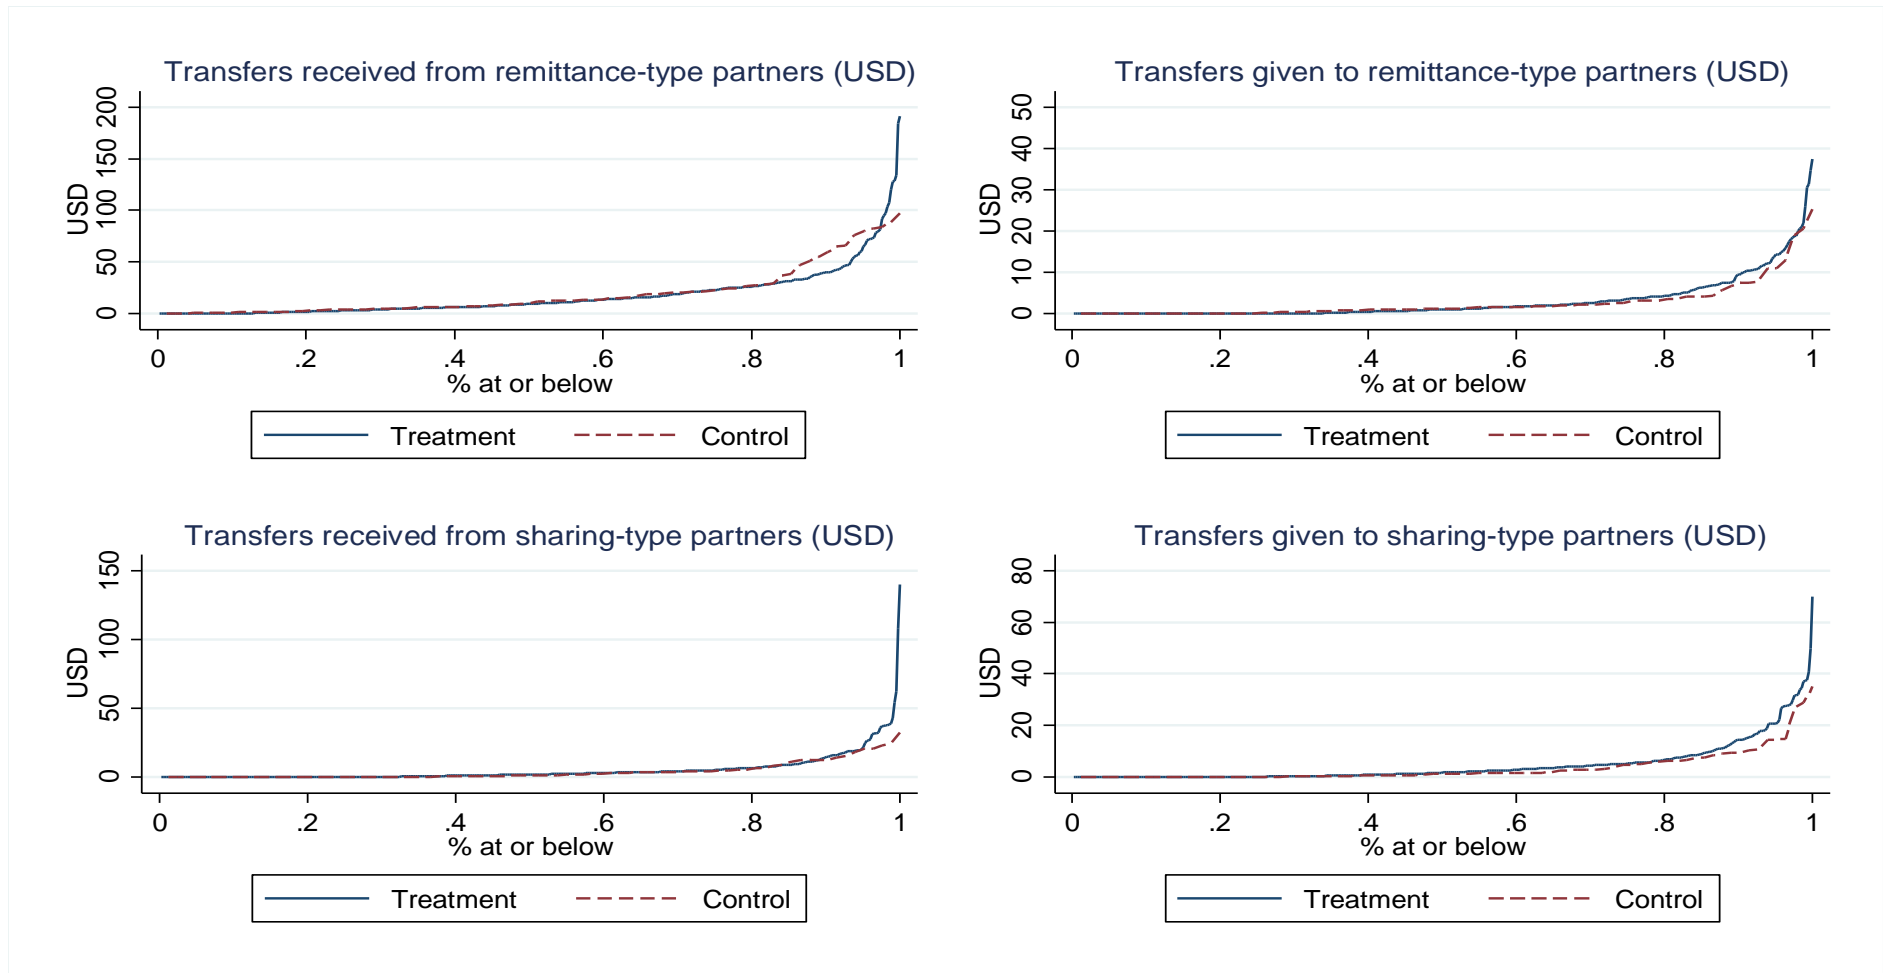 Transfers received from remittance-type partners (USD)
USD
200
150
100
50
0
0 .2 .4 .6 .8 1
% at or below
Treatment Control
Transfers given to remittance-type partners (USD)
USD
50
40
30
20
10
0
0 .2 .4 .6 .8 1
% at or below
Treatment Control
Transfers received from sharing-type partners (USD)
USD
150
100
50
0
0 .2 .4 .6 .8 1
% at or below
Treatment Control
Transfers given to sharing-type partners (USD)
USD
80
60
40
20
0
0 .2 .4 .6 .8 1
% at or below
Treatment Control